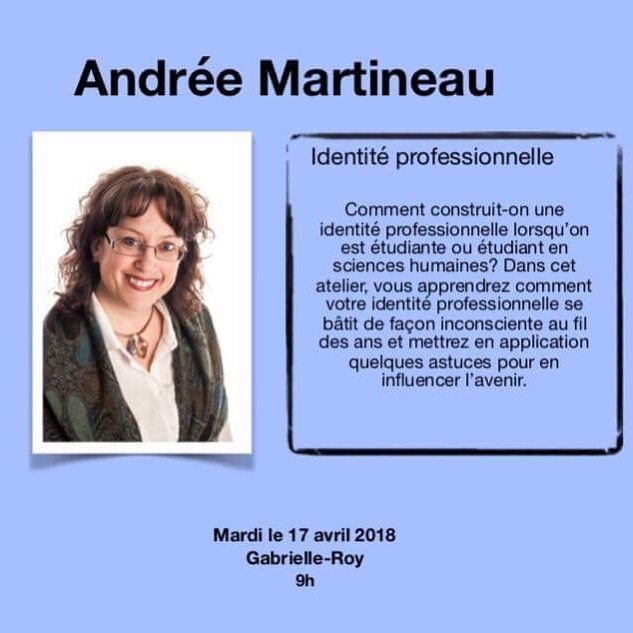 Andrée Martineau
Identité professionnelle
Comment construit-on une
identité professionnelle lorsqu'on
est étudiante ou étudiant en
sciences humaines? Dans cet
atelier, vous apprendrez comment
votre identité professionnelle se
bâtit de façon inconsciente au fil
des ans et mettrez en application
quelques astuces pour en
influencer l'avenir.
Mardi le 17 avril 2018
Gabrielle-Roy
9h